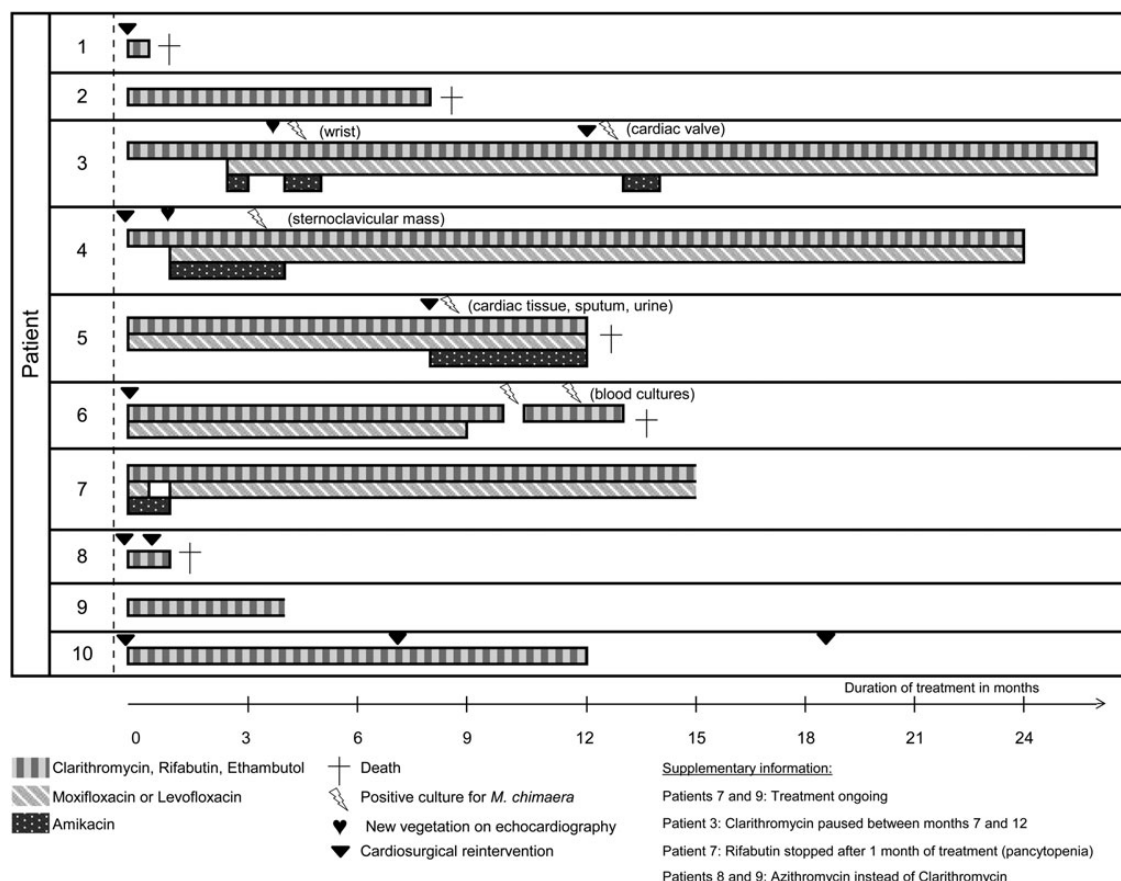 Patient
1
2
3
(wrist)
(cardiac valve)
4
(sternoclavicular mass)
5
(cardiac tissue, sputum, urine)
6
(blood cultures)
7
8
9
10
Duration of treatment in months
0 3 6 9 12 15 18 21 24
Clarithromycin, Rifabutin, Ethambutol
Moxifloxacin or Levofloxacin
Amikacin
Death
Positive culture for M. chimaera
New vegetation on echocardiography
Cardiosurgical reintervention
Supplementary information:
Patients 7 and 9: Treatment ongoing
Patient 3: Clarithromycin paused between months 7 and 12
Patient 7: Rifabutin stopped after 1 month of treatment (pancytopenia)
Patients 8 and 9: Azithromycin instead of Clarithromycin